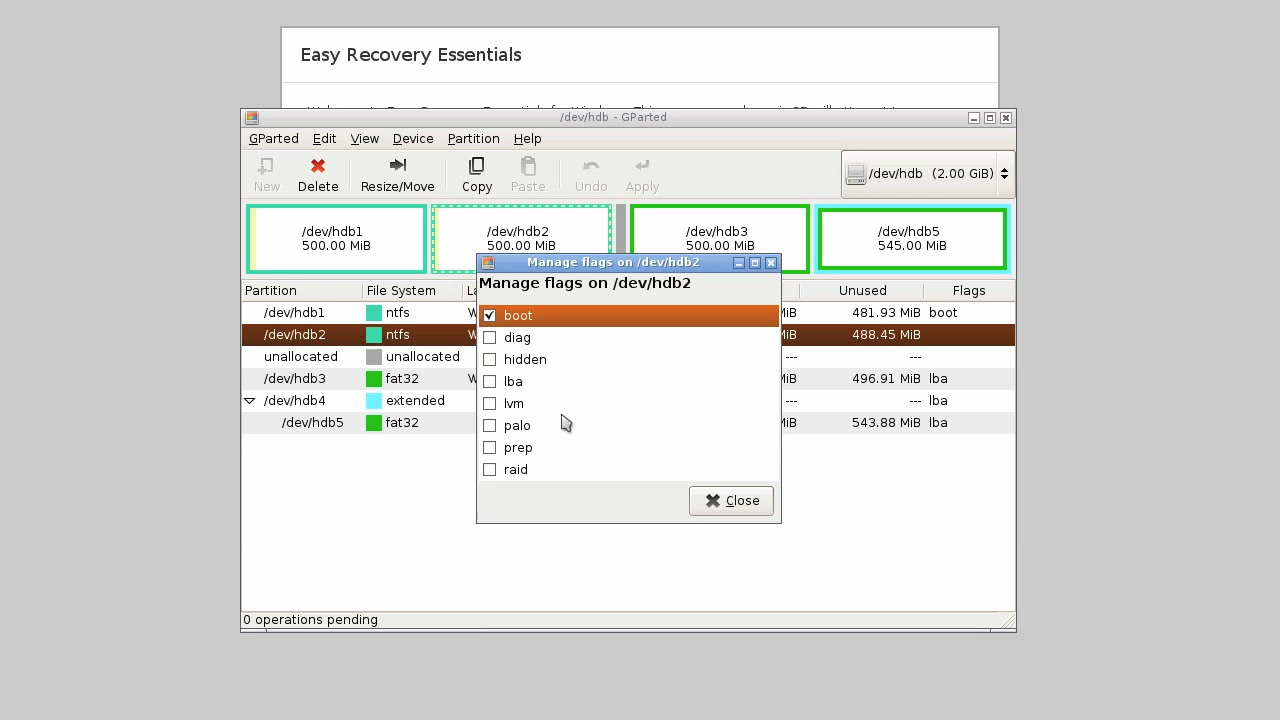 Easy Recovery Essentials
/dev/hdb - GParted
GParted Edit View Device Partition Help
New Delete Resize/Move Copy Paste Undo Apply /dev/hdb (2.00 GiB)
/dev/hdb1 /dev/hdb2 /dev/hdb3 /dev/hdb5
500.00 MiB 500.00 MiB 500.00 MiB 545.00 MiB
Manage flags on /dev/hdb2
Manage flags on /dev/hdb2
Partition File System Unused Flags
/dev/hdb1 ntfs 481.93 MiB boot
/dev/hdb2 ntfs 488.45 MiB
unallocated unallocated --- ---
/dev/hdb3 fat32 496.91 MiB lba
/dev/hdb4 extended --- --- lba
/dev/hdb5 fat32 543.88 MiB lba
boot
diag
hidden
lba
lvm
palo
prep
raid
Close
0 operations pending